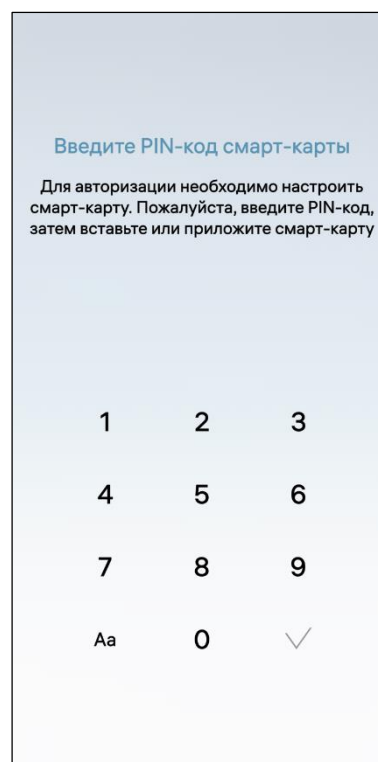 Введите PIN-код смарт-карты
Для авторизации необходимо настроить
смарт-карту. Пожалуйста, введите PIN-код,
затем вставьте или приложите смарт-карту
1 2 3
4 5 6
7 8 9
Aa 0